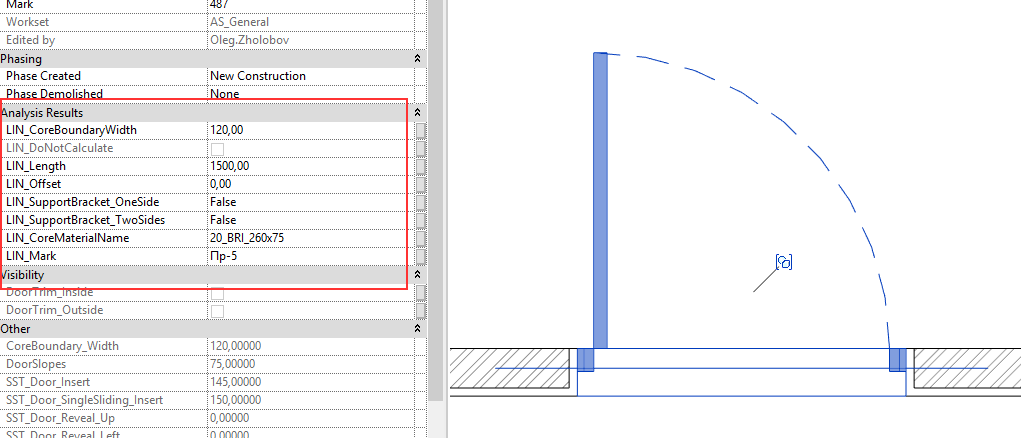 Mark 487
Workset AS_General
Edited by Oleg.Zholobov
Phasing
Phase Created New Construction
Phase Demolished None
Analysis Results
LIN_CoreBoundaryWidth 120,00
LIN_DoNotCalculate
LIN_Length 1500,00
LIN_Offset 0,00
LIN_SupportBracket_OneSide False
LIN_SupportBracket_TwoSides False
LIN_CoreMaterialName 20_BRI_260x75
LIN_Mark Пр-5
Visibility
DoorTrim_Inside
DoorTrim_Outside
Other
CoreBoundary_Width 120,00000
DoorSlopes 75,00000
SST_Door_Insert 145,00000
SST_Door_SingleSliding_Insert 150,00000
SST_Door_Reveal_Up 0,00000
SST_Door_Reveal_Left 0,00000